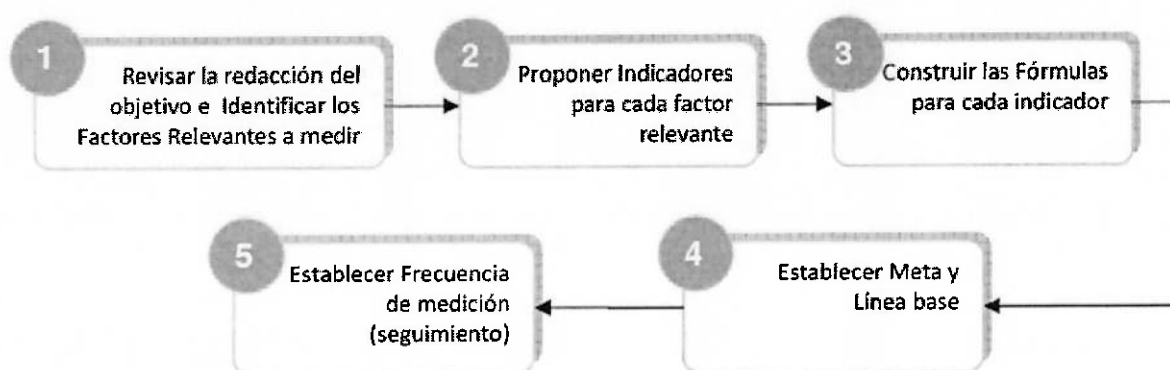 1
Revisar la redacción del
objetivo e Identificar los
Factores Relevantes a medir
2
Proponer Indicadores
para cada factor
relevante
3
Construir las Fórmulas
para cada indicador
4
Establecer Meta y
Línea base
5
Establecer Frecuencia
de medición
(seguimiento)